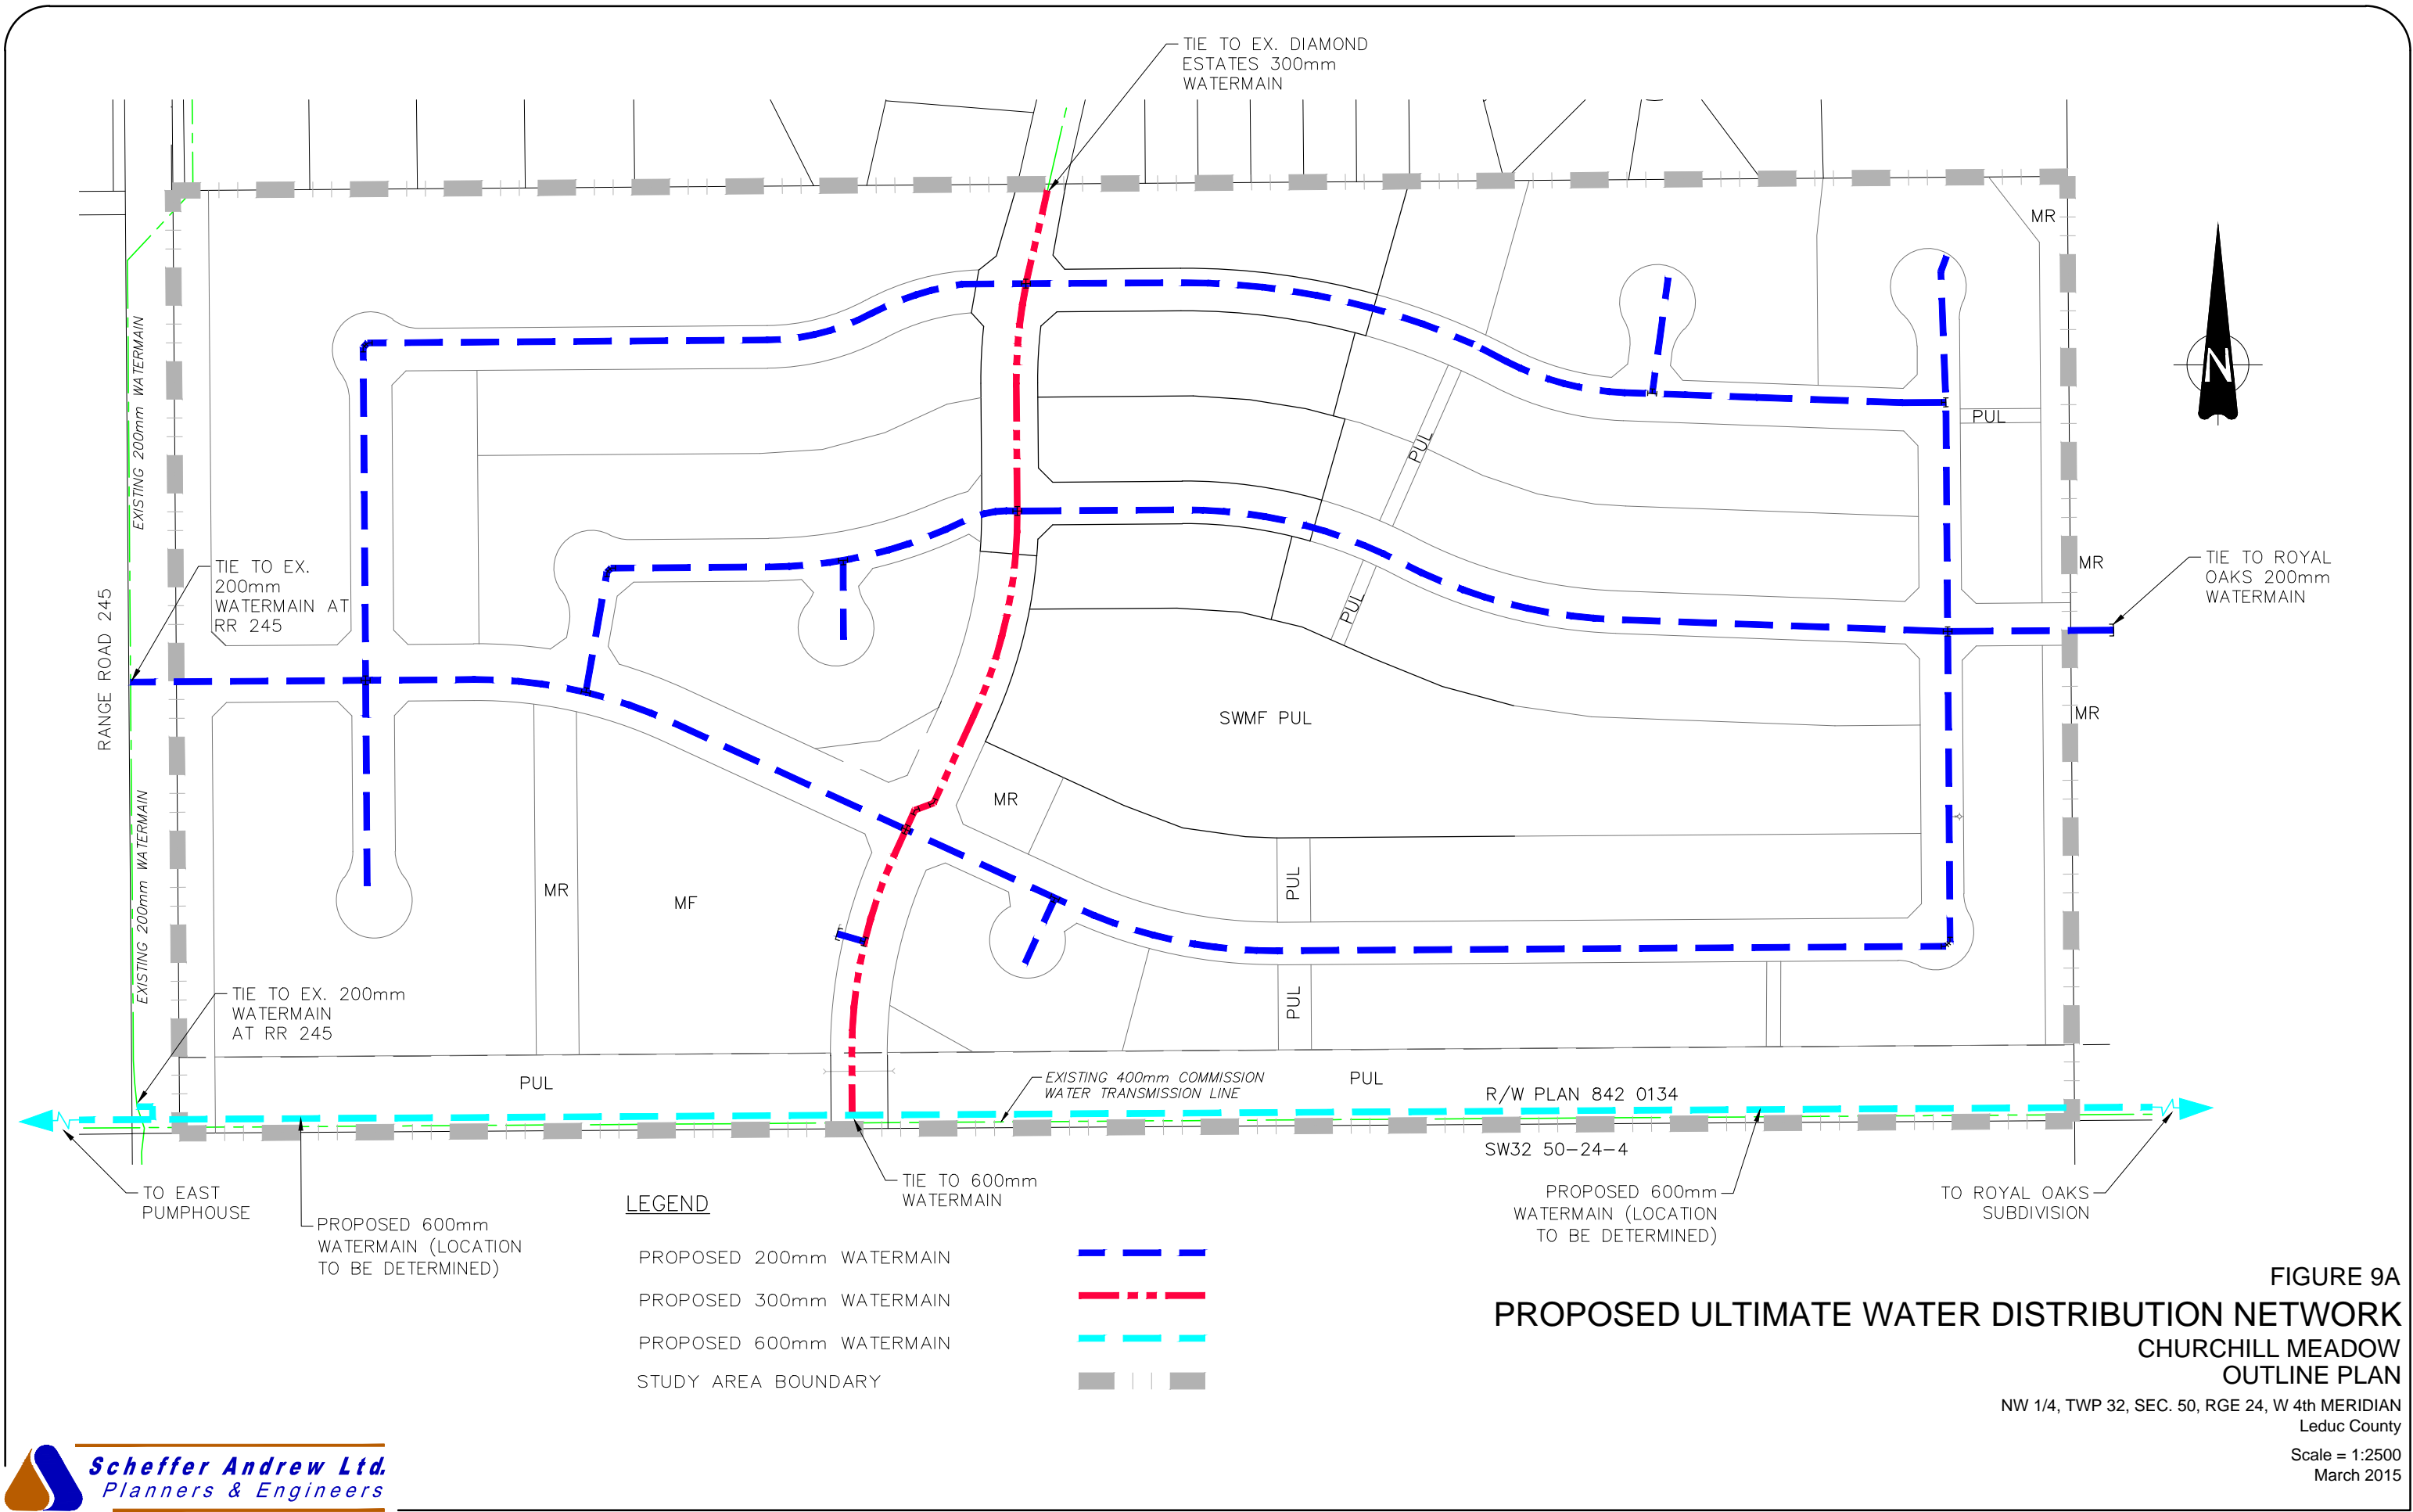 TIE TO EX. DIAMOND
ESTATES 300mm
WATERMAIN
MR
EXISTING 200mm WATERMAIN
N
PUL
PUL
TIE TO EX.
200mm
WATERMAIN AT
RR 245
MR
TIE TO ROYAL
OAKS 200mm
WATERMAIN
PUL
RANGE ROAD 245
SWMF PUL
MR
MR
EXISTING 200mm WATERMAIN
MR
MF
PUL
TIE TO EX. 200mm
WATERMAIN
AT RR 245
PUL
PUL
EXISTING 400mm COMMISSION
WATER TRANSMISSION LINE
PUL
R/W PLAN 842 0134
SW32 50-24-4
TO EAST
PUMPHOUSE
PROPOSED 600mm
WATERMAIN (LOCATION
TO BE DETERMINED)
TIE TO 600mm
WATERMAIN
PROPOSED 600mm
WATERMAIN (LOCATION
TO BE DETERMINED)
TO ROYAL OAKS
SUBDIVISION
LEGEND
PROPOSED 200mm WATERMAIN
PROPOSED 300mm WATERMAIN
PROPOSED 600mm WATERMAIN
STUDY AREA BOUNDARY
FIGURE 9A
PROPOSED ULTIMATE WATER DISTRIBUTION NETWORK
CHURCHILL MEADOW
OUTLINE PLAN
NW 1/4, TWP 32, SEC. 50, RGE 24, W 4th MERIDIAN
Leduc County
Scale = 1:2500
March 2015
Scheffer Andrew Ltd.
Planners & Engineers